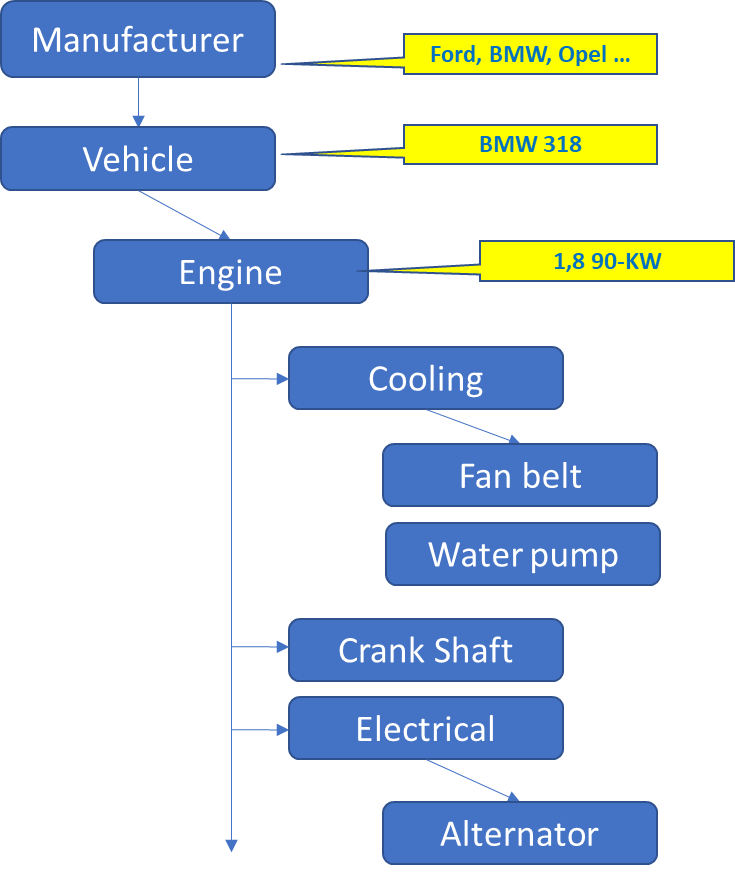 Manufacturer
Ford, BMW, Opel ...
Vehicle
BMW 318
Engine
1,8 90-KW
Cooling
Fan belt
Water pump
Crank Shaft
Electrical
Alternator